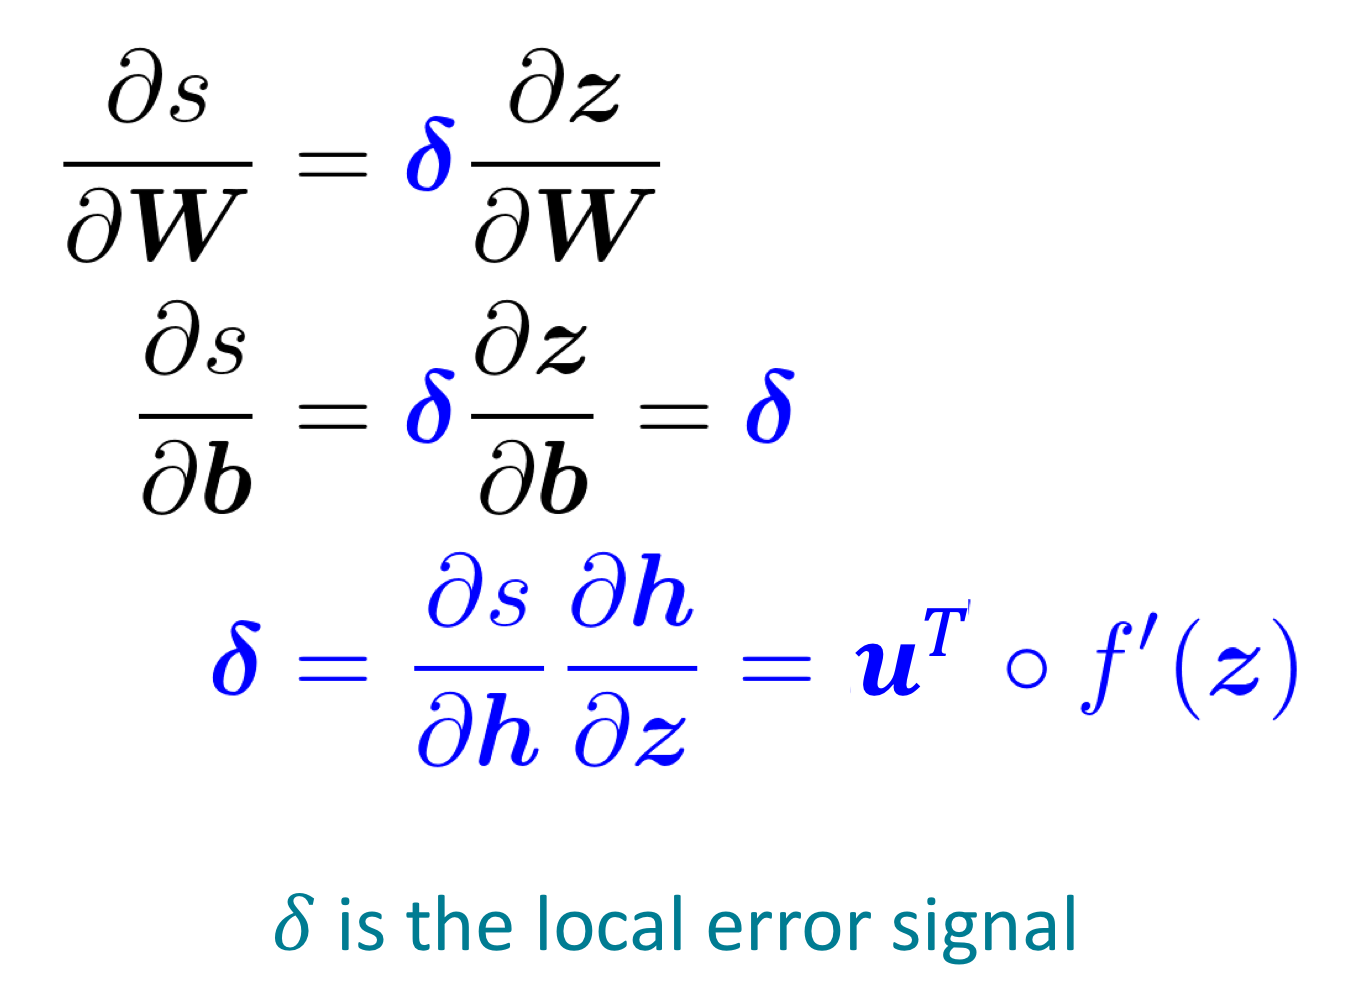 ∂s/∂W = δ ∂z/∂W
∂s/∂b = δ ∂z/∂b = δ
δ = ∂s/∂h ∂h/∂z = u^T ∘ f′(z)
δ is the local error signal